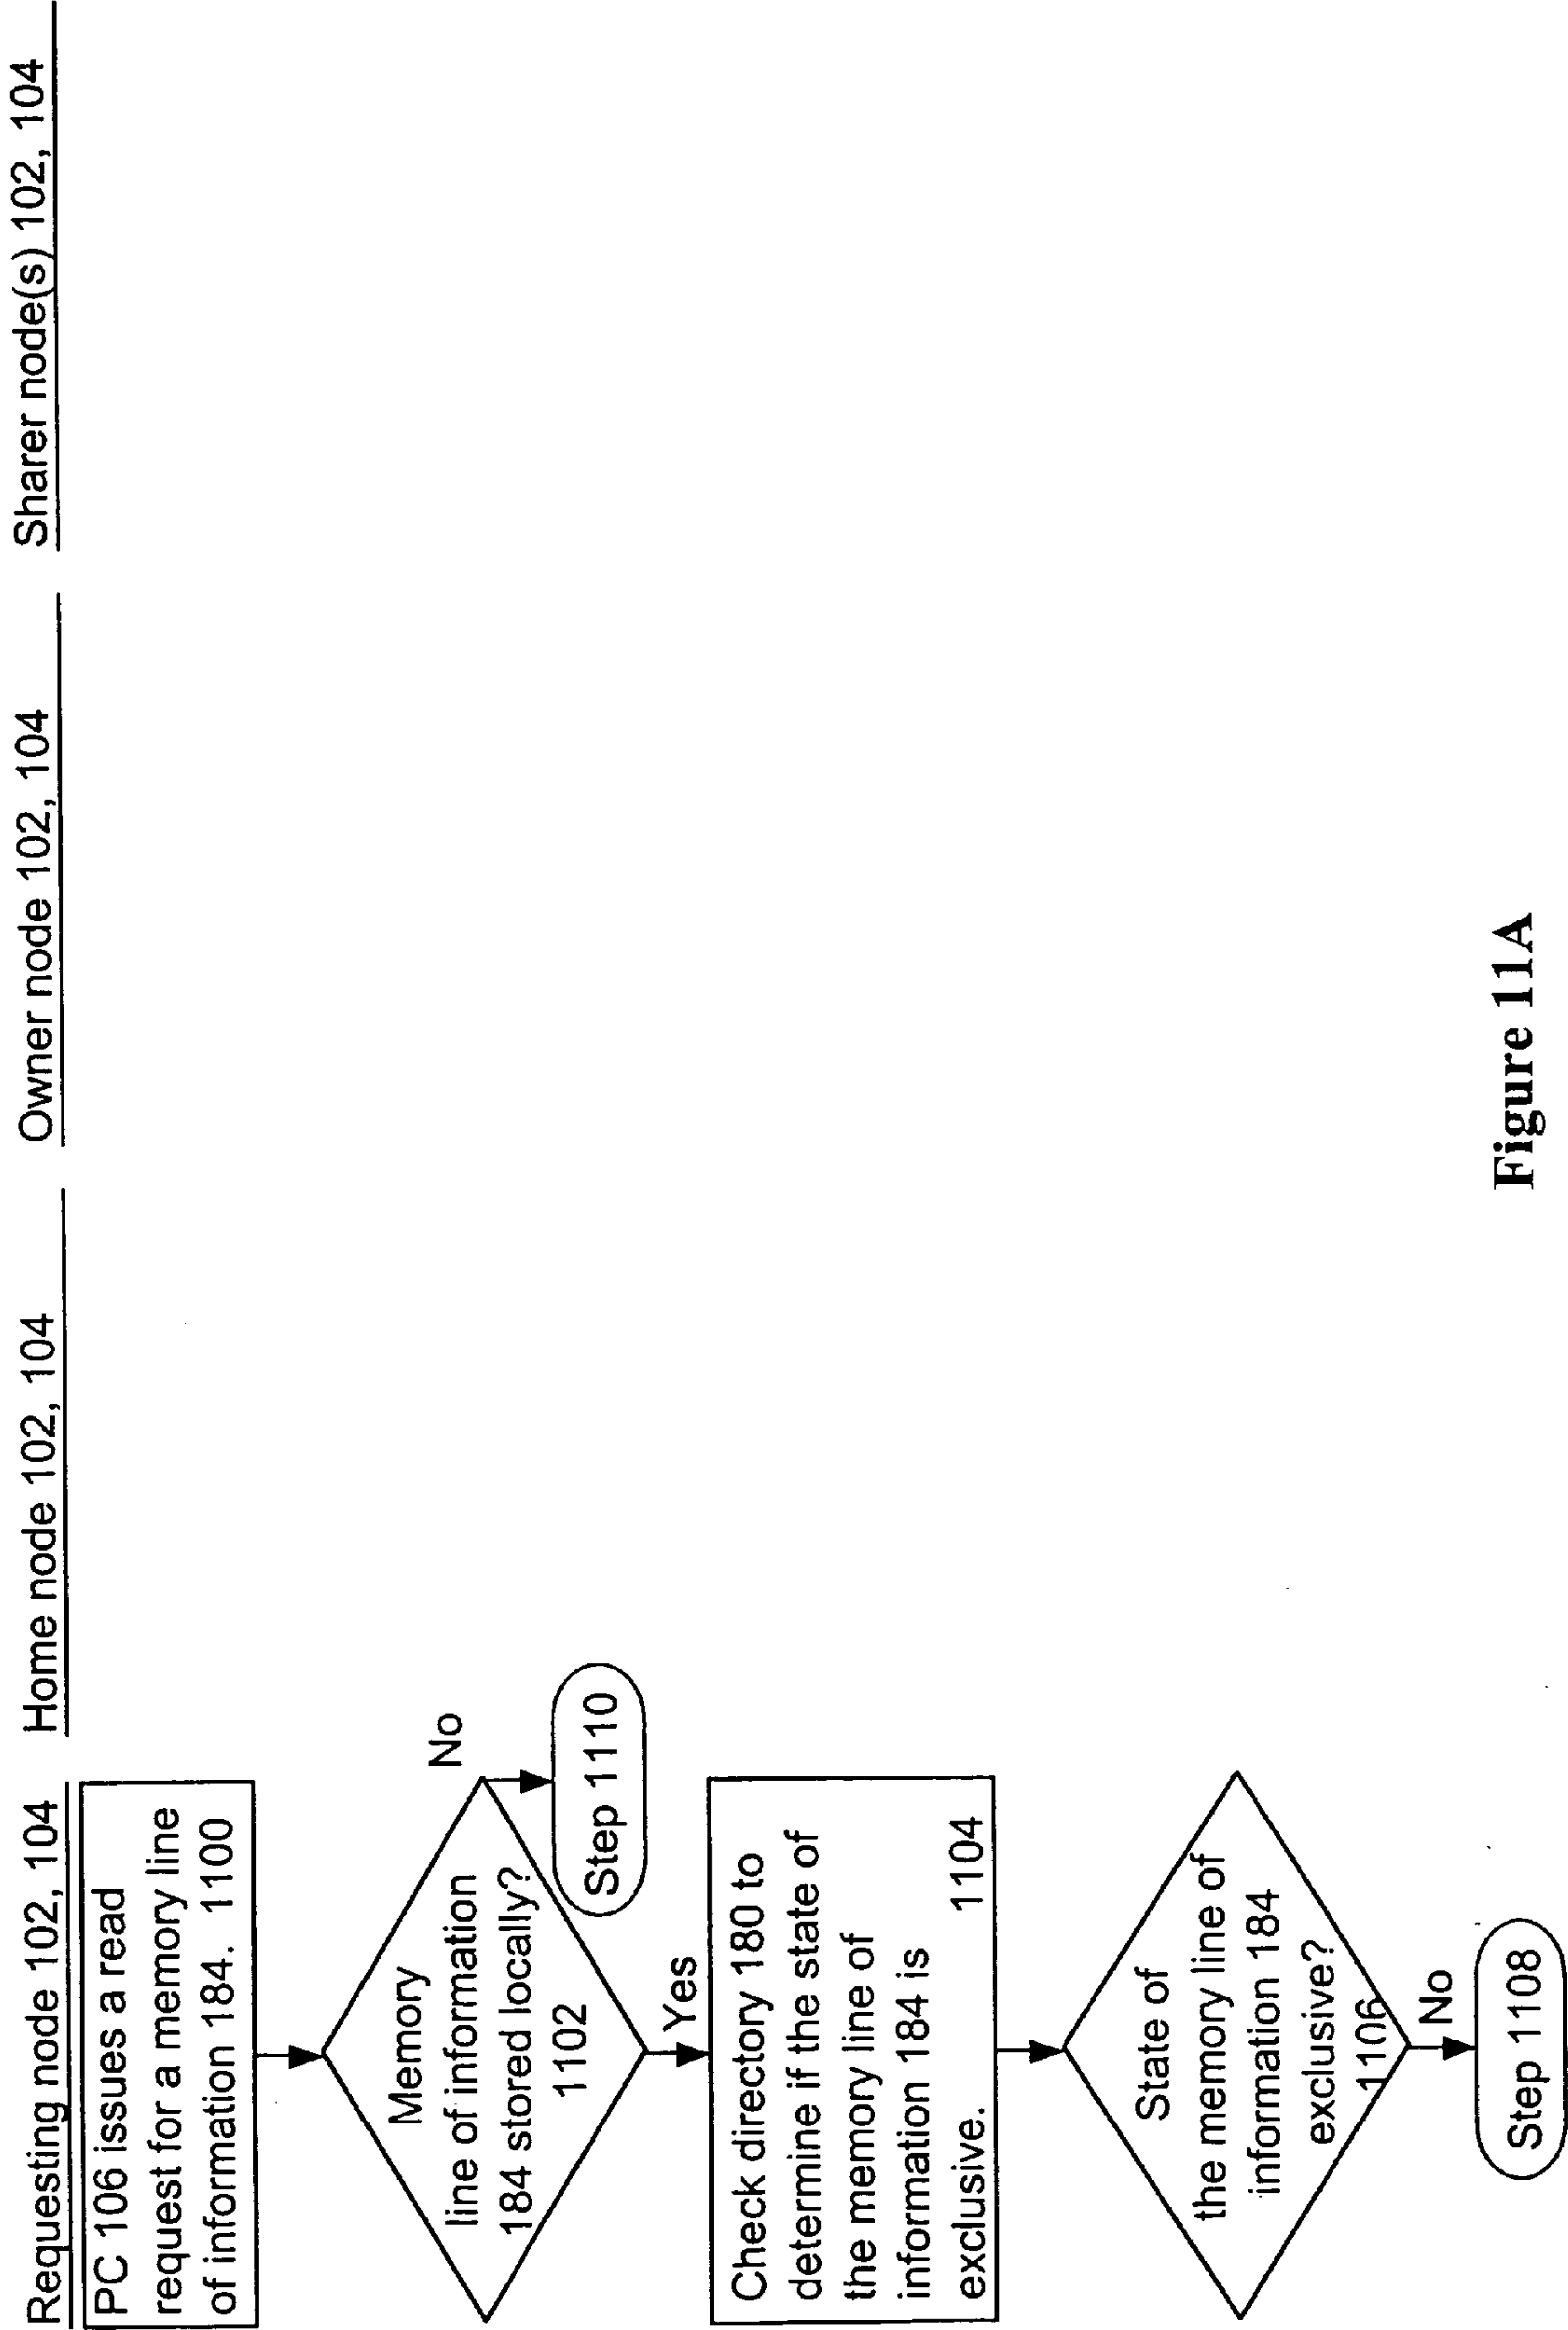 Requesting node 102, 104
Home node 102, 104
Owner node 102, 104
Sharer node(s) 102, 104
PC 106 issues a read
request for a memory line
of information 184. 1100
Memory
line of information
184 stored locally?
1102
No
Step 1110
Yes
Check directory 180 to
determine if the state of
the memory line of
information 184 is
exclusive. 1104
State of
the memory line of
information 184
exclusive?
1106
No
Step 1108
Figure 11A